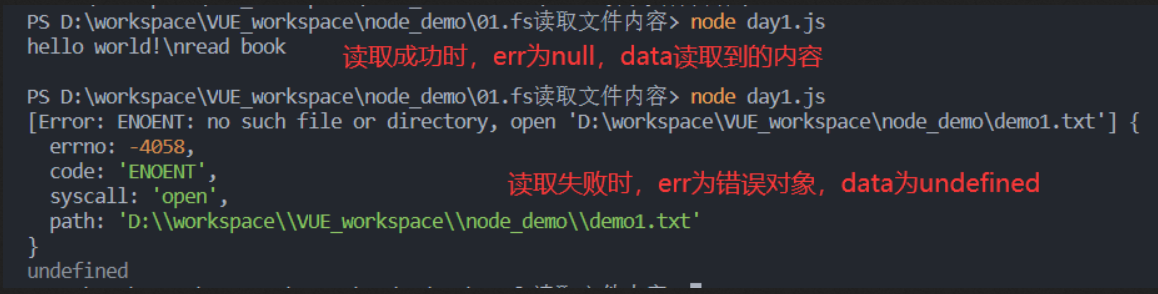 PS D:\workspace\VUE_workspace\node_demo\01.fs读取文件内容> node day1.js
hello world!\nread book
读取成功时，err为null，data读取到的内容
PS D:\workspace\VUE_workspace\node_demo\01.fs读取文件内容> node day1.js
[Error: ENOENT: no such file or directory, open 'D:\workspace\VUE_workspace\node_demo\demo1.txt'] {
errno: -4058,
code: 'ENOENT',
syscall: 'open',
读取失败时，err为错误对象，data为undefined
path: 'D:\\workspace\\VUE_workspace\\node_demo\\demo1.txt'
}
undefined